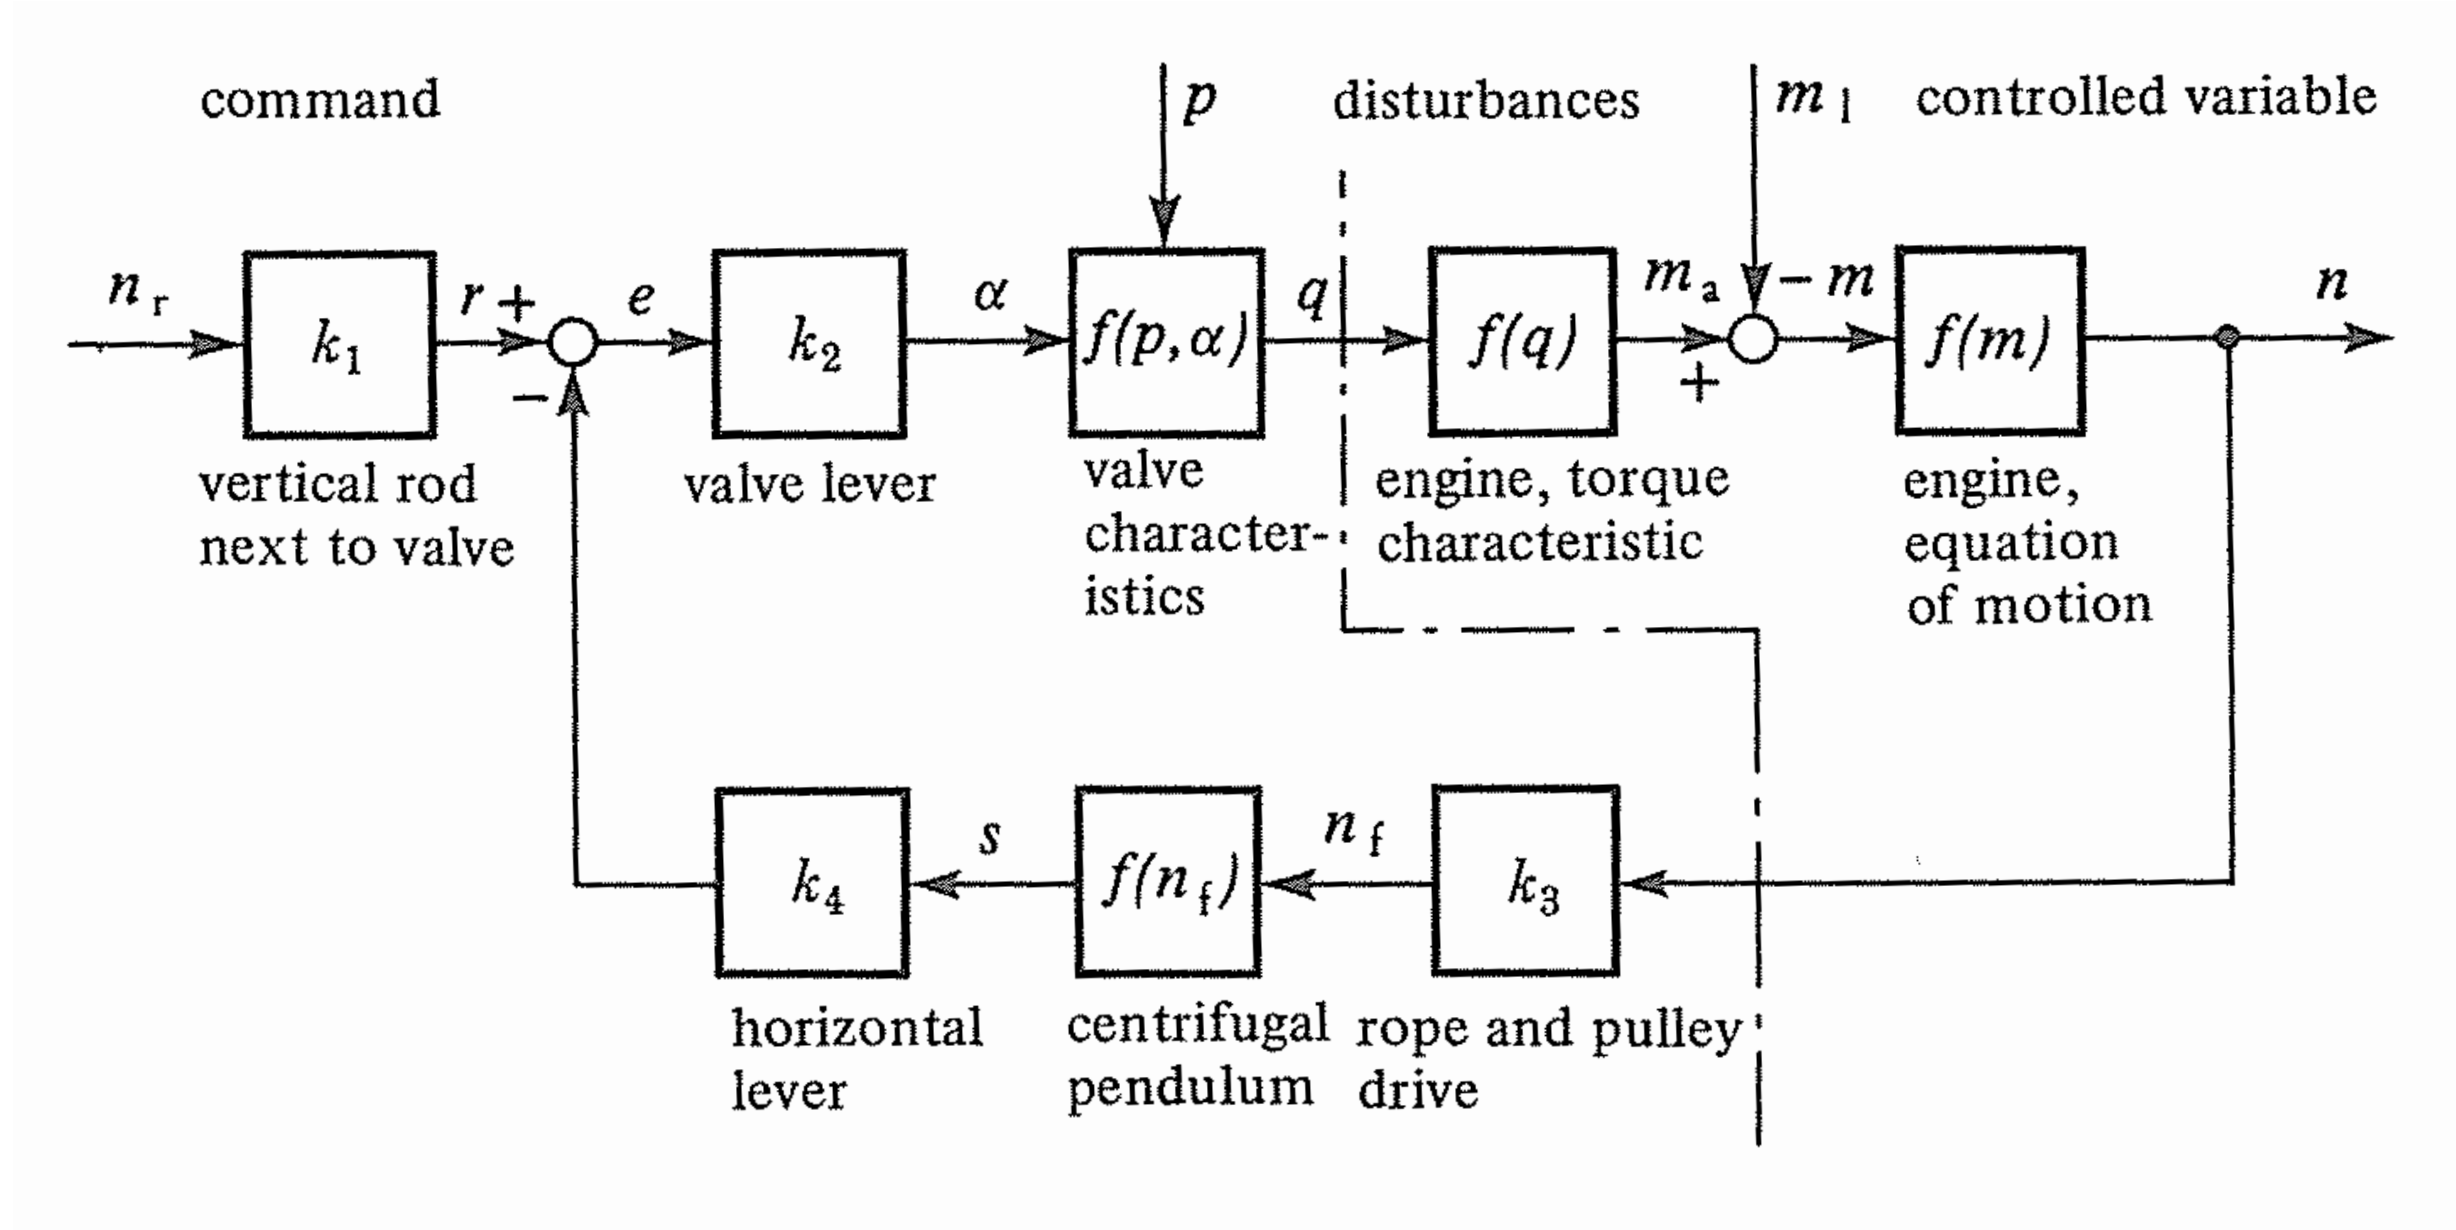 command
p
disturbances
m l
controlled variable
n r
k1
r +
−
e
k2
α
f(p,α)
q
f(q)
m a
+
− m
f(m)
n
vertical rod
next to valve
valve lever
valve
character-
istics
engine, torque
characteristic
engine,
equation
of motion
k4
s
f(n f)
n f
k3
horizontal
lever
centrifugal
pendulum
rope and pulley
drive